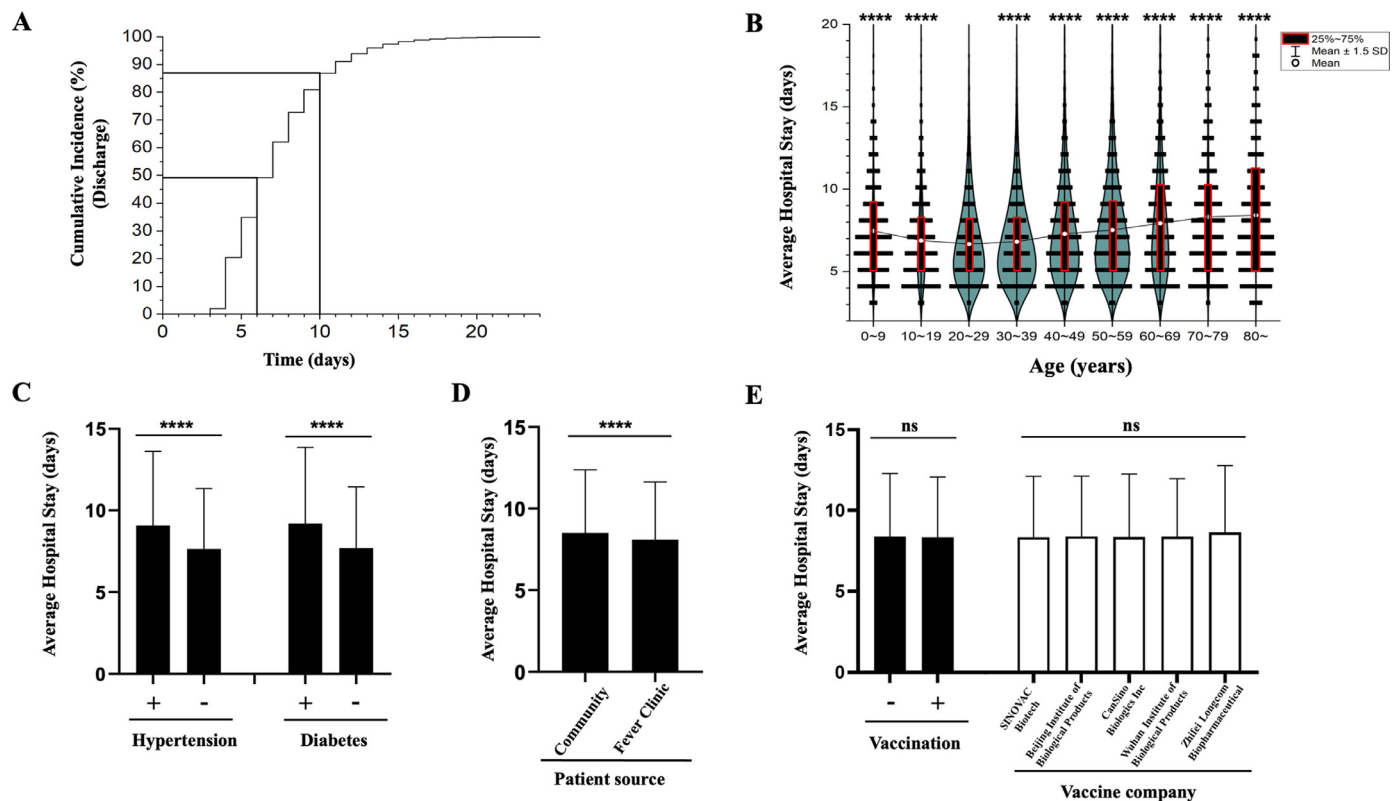 A
Cumulative Incidence (%)
(Discharge)
100
90
80
70
60
50
40
30
20
10
0
0 5 10 15 20
Time (days)
B
**** **** **** **** **** **** **** ****
Average Hospital Stay (days)
20
15
10
5
0~9 10~19 20~29 30~39 40~49 50~59 60~69 70~79 80~
Age (years)
25%~75%
Mean ± 1.5 SD
Mean
C
Average Hospital Stay (days)
15
10
5
0
**** ****
+ - + -
Hypertension Diabetes
D
Average Hospital Stay (days)
15
10
5
0
****
Community
Fever Clinic
Patient source
E
Average Hospital Stay (days)
15
10
5
0
ns ns
- +
Vaccination
SINOVAC
Biotech
Beijing Institute of
Biological Products
CanSino
Biologics Inc
Wuhan Institute of
Biological Products
Zhifei Longcom
Biopharmaceutical
Vaccine company